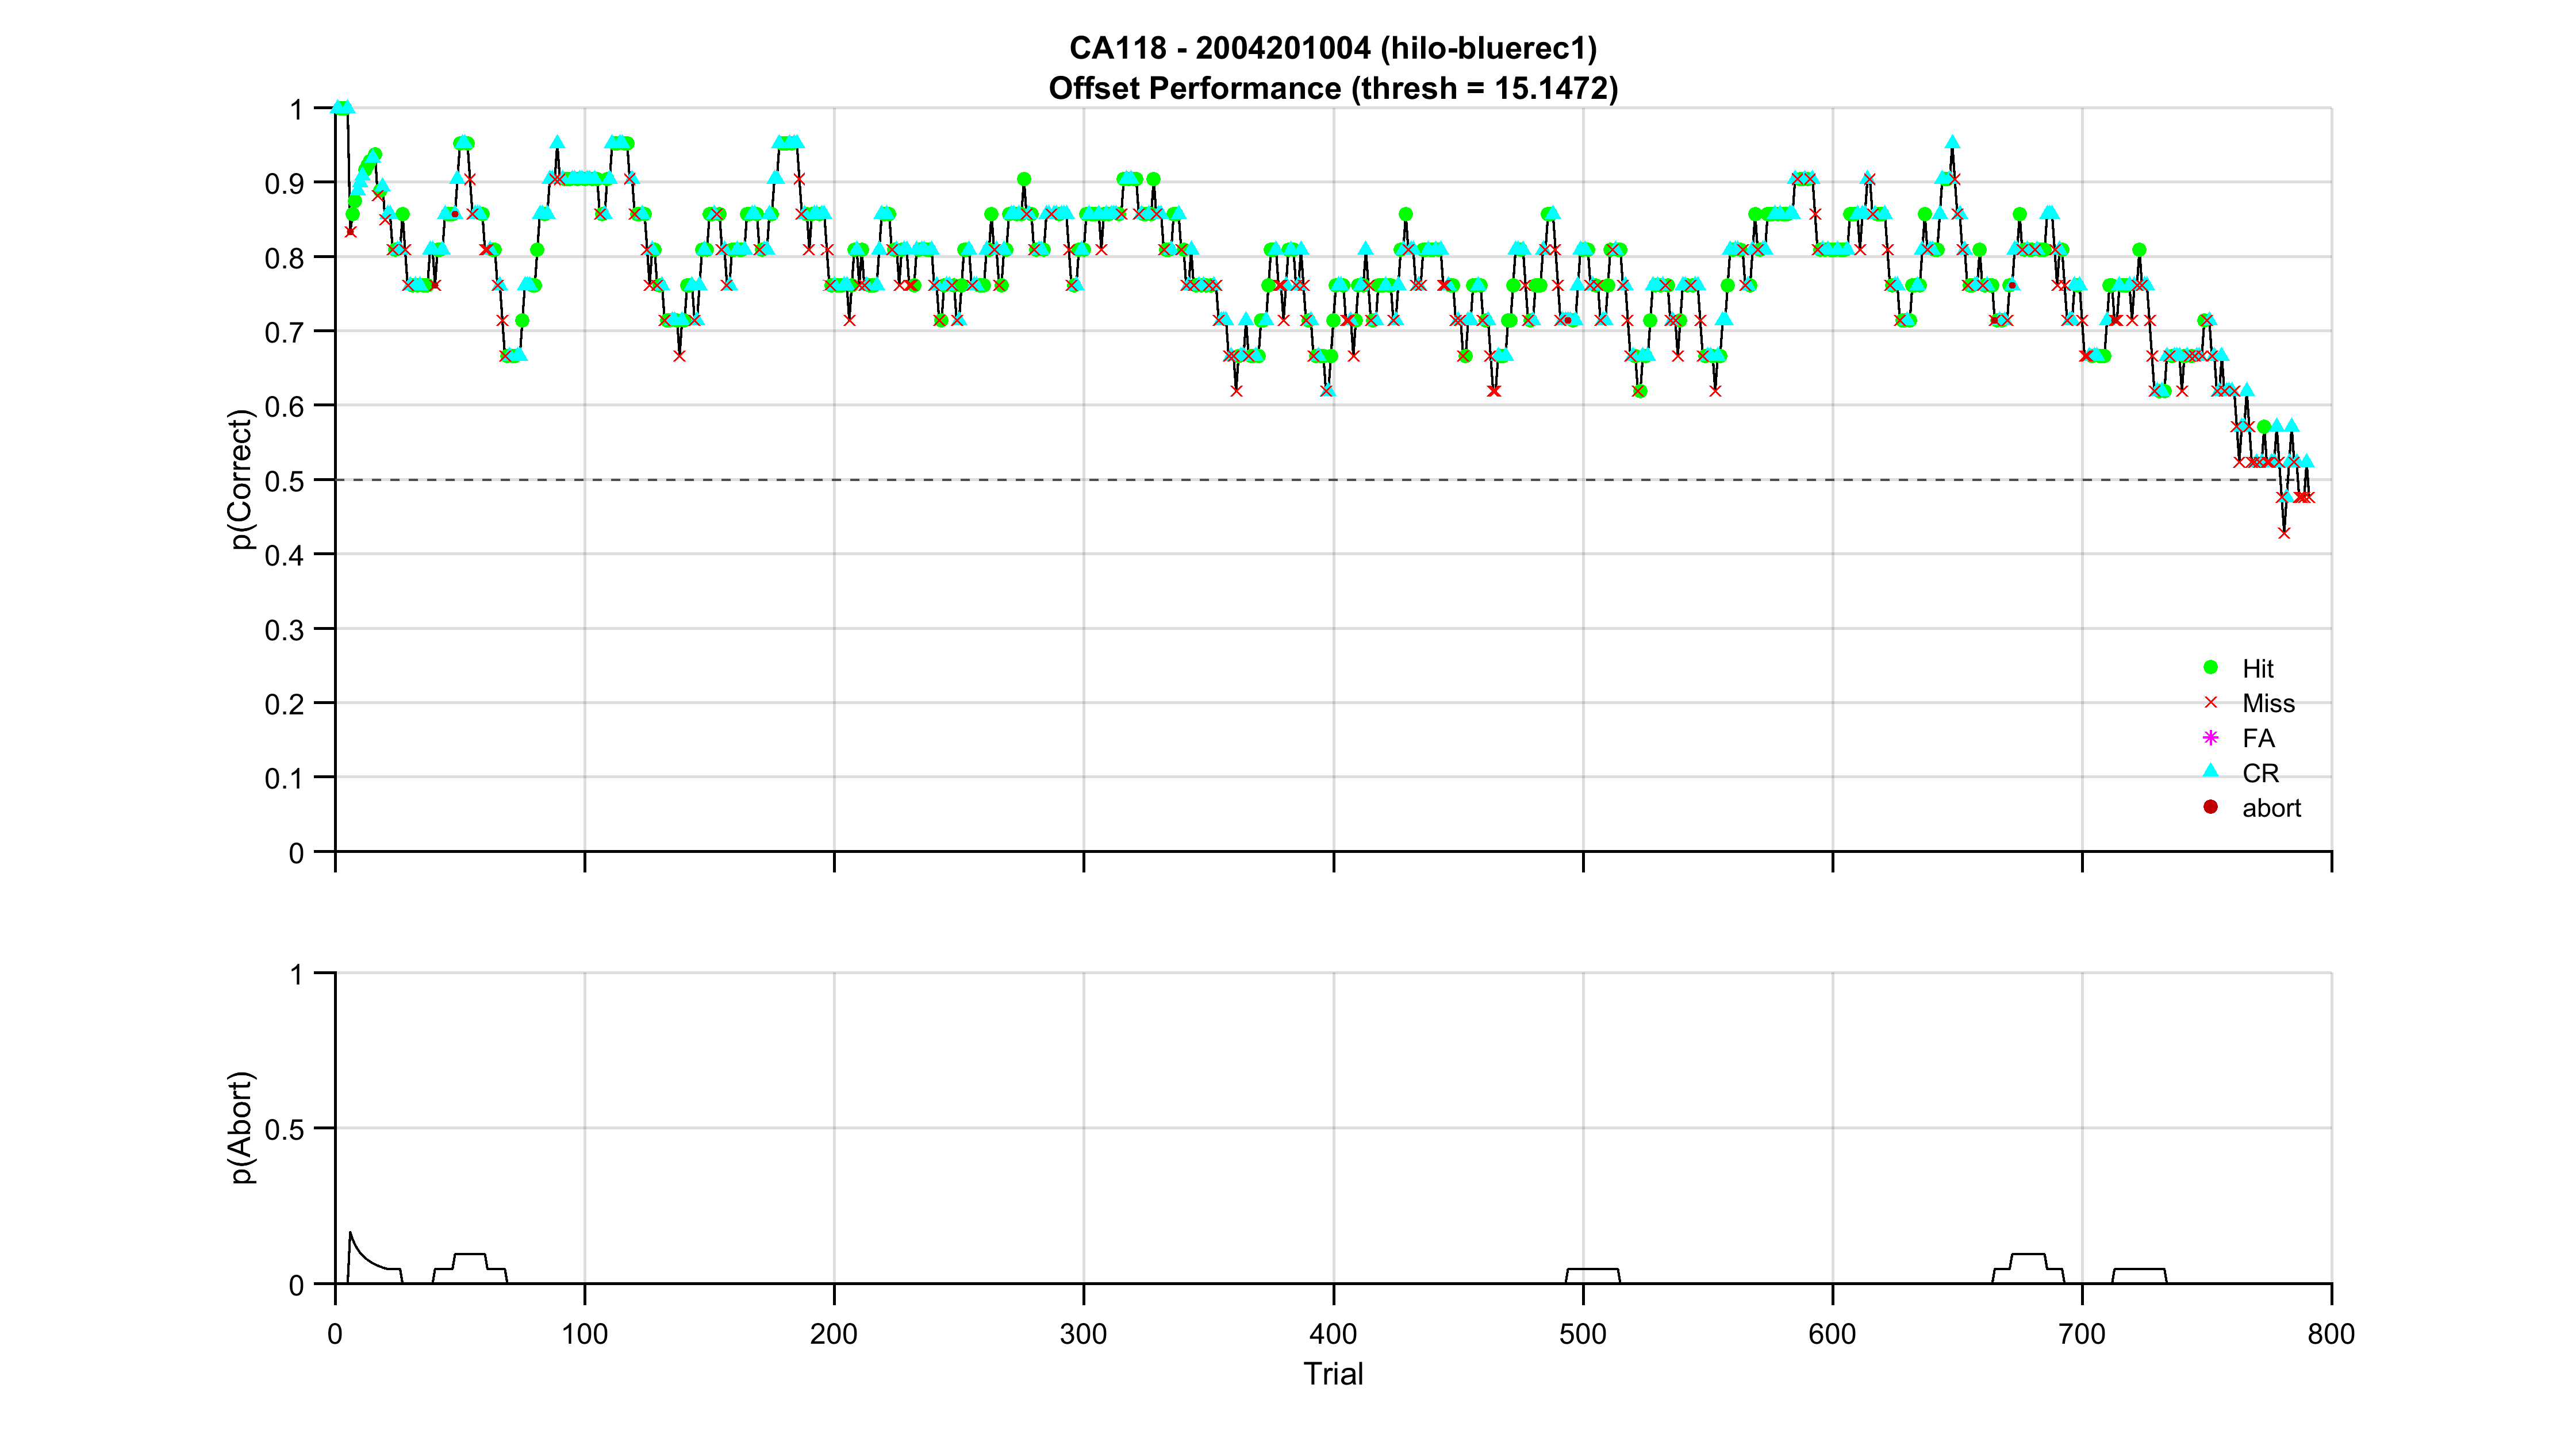 CA118 - 2004201004 (hilo-bluerec1)
Offset Performance (thresh = 15.1472)
1
0.9
0.8
0.7
0.6
0.5
0.4
0.3
0.2
0.1
0
p(Correct)
Hit
Miss
FA
CR
abort
1
0.5
0
p(Abort)
0 100 200 300 400 500 600 700 800
Trial